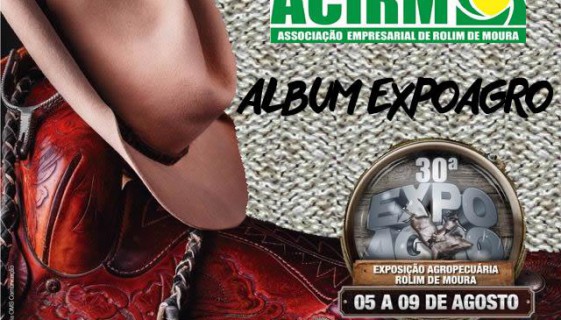 ACIRM
ASSOCIAÇÃO EMPRESARIAL DE ROLIM DE MOURA
ALBUM EXPOAGRO
30ª
EXPO
AGRO
EXPOSIÇÃO AGROPECUÁRIA
ROLIM DE MOURA
05 A 09 DE AGOSTO